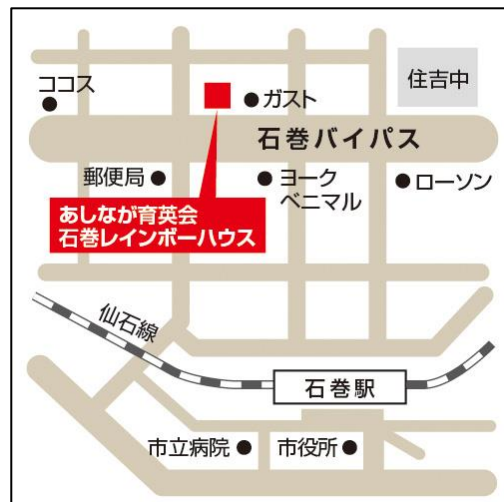 ココス
ガスト
住吉中
石巻バイパス
郵便局
ヨーク
ベニマル
ローソン
あしなが育英会
石巻レインボーハウス
仙石線
石巻駅
市立病院
市役所